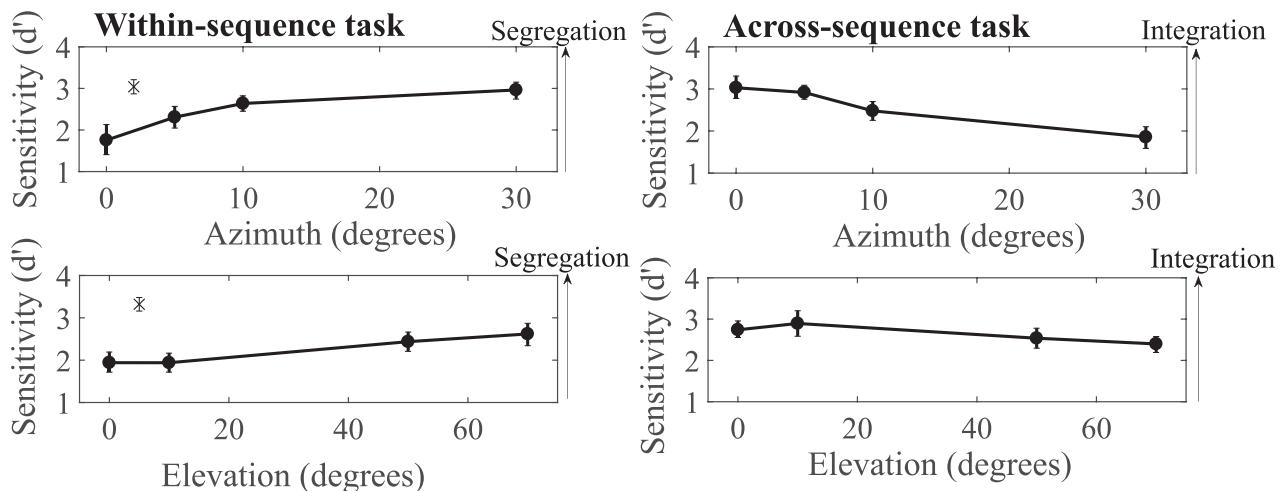 Within-sequence task
Segregation
Sensitivity (d')
4
3
2
1
0
10
20
30
Azimuth (degrees)
Across-sequence task
Integration
Sensitivity (d')
4
3
2
1
0
10
20
30
Azimuth (degrees)
Segregation
Sensitivity (d')
4
3
2
1
0
20
40
60
Elevation (degrees)
Integration
Sensitivity (d')
4
3
2
1
0
20
40
60
Elevation (degrees)